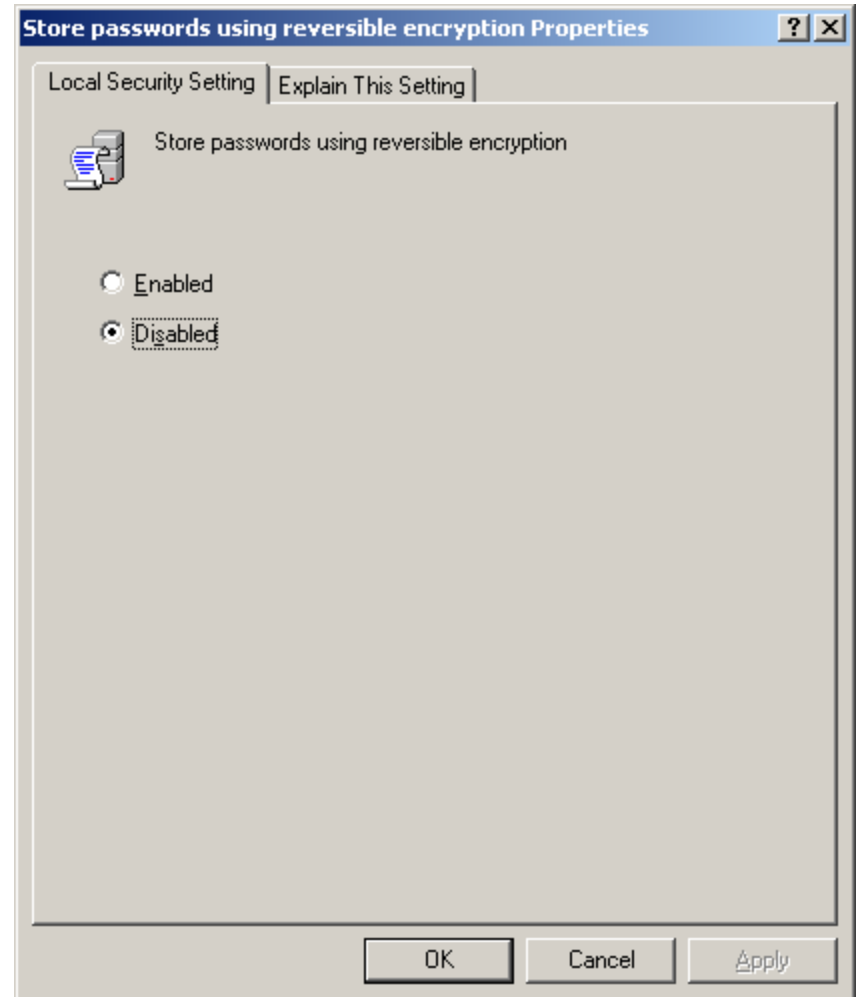 Store passwords using reversible encryption Properties
Local Security Setting
Explain This Setting
Store passwords using reversible encryption
Enabled
Disabled
OK
Cancel
Apply